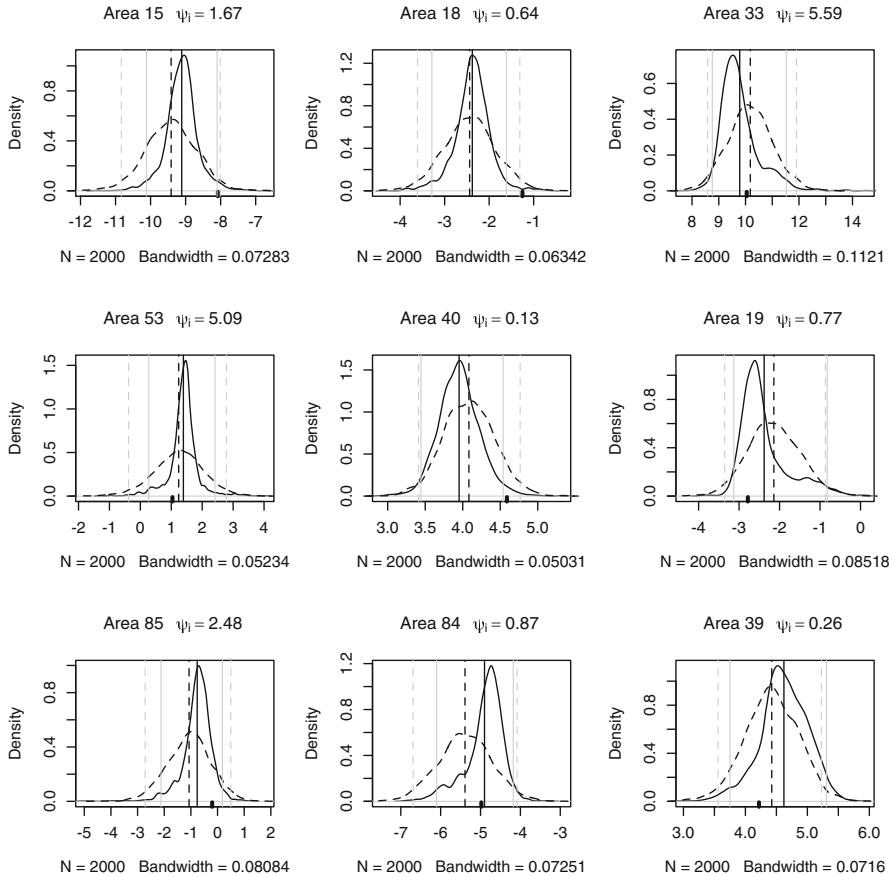 Area 15 ψi = 1.67
Density
0.0 0.4 0.8
-12 -11 -10 -9 -8 -7
N = 2000 Bandwidth = 0.07283
Area 18 ψi = 0.64
Density
0.0 0.4 0.8 1.2
-4 -3 -2 -1
N = 2000 Bandwidth = 0.06342
Area 33 ψi = 5.59
Density
0.0 0.2 0.4 0.6
8 9 10 12 14
N = 2000 Bandwidth = 0.1121
Area 53 ψi = 5.09
Density
0.0 0.5 1.0 1.5
-2 -1 0 1 2 3 4
N = 2000 Bandwidth = 0.05234
Area 40 ψi = 0.13
Density
0.0 0.5 1.0 1.5
3.0 3.5 4.0 4.5 5.0
N = 2000 Bandwidth = 0.05031
Area 19 ψi = 0.77
Density
0.0 0.4 0.8
-4 -3 -2 -1 0
N = 2000 Bandwidth = 0.08518
Area 85 ψi = 2.48
Density
0.0 0.4 0.8
-5 -4 -3 -2 -1 0 1 2
N = 2000 Bandwidth = 0.08084
Area 84 ψi = 0.87
Density
0.0 0.4 0.8 1.2
-7 -6 -5 -4 -3
N = 2000 Bandwidth = 0.07251
Area 39 ψi = 0.26
Density
0.0 0.4 0.8
3.0 4.0 5.0 6.0
N = 2000 Bandwidth = 0.0716